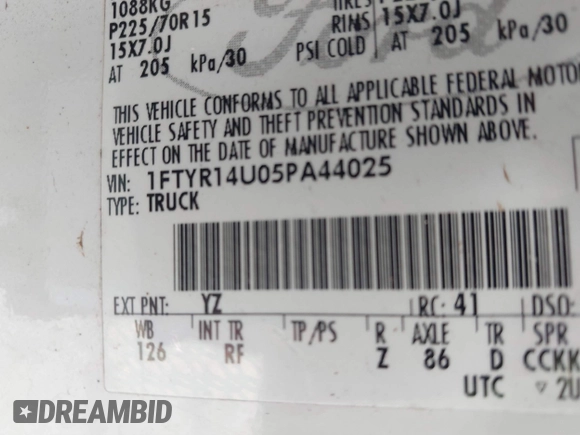 1088KG
P225/70R15
15X7.0J
AT 205 kPa/30
RIMS 15X7.0J
PSI COLD AT 205 kPa/30
Ford
THIS VEHICLE CONFORMS TO ALL APPLICABLE FEDERAL MOTO
VEHICLE SAFETY AND THEFT PREVENTION STANDARDS IN
EFFECT ON THE DATE OF MANUFACTURE SHOWN ABOVE.
VIN: 1FTYR14U05PA44025
TYPE: TRUCK
EXT PNT: YZ RC: 41 DSO:
WB INT TR TP/PS R AXLE TR SPR
126 RF Z 86 D CCKK
UTC 2U
DREAMBID